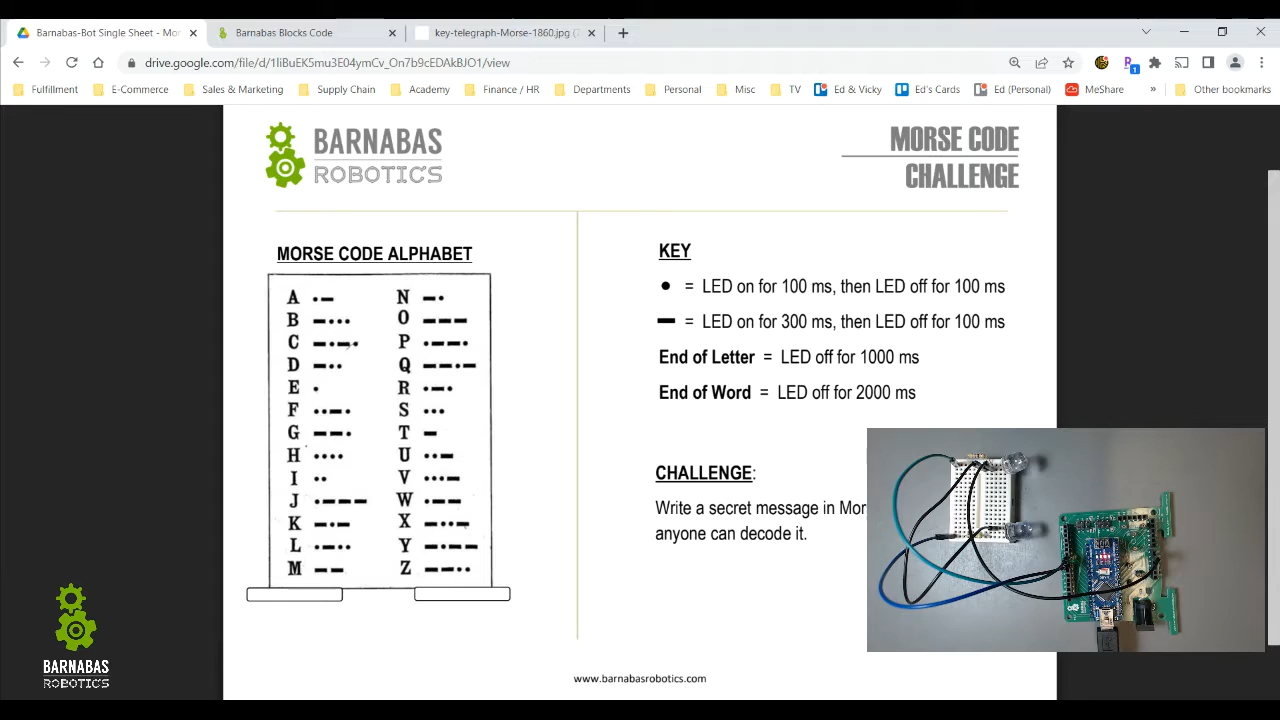 Barnabas-Bot Single Sheet - Mor
Barnabas Blocks Code
key-telegraph-Morse-1860.jpg (7
drive.google.com/file/d/1liBuEK5mu3E04ymCv_On7b9cEDAkBJO1/view
Fulfillment
E-Commerce
Sales & Marketing
Supply Chain
Academy
Finance / HR
Departments
Personal
Misc
TV
Ed & Vicky
Ed's Cards
Ed (Personal)
MeShare
»
Other bookmarks
BARNABAS
ROBOTICS
MORSE CODE
CHALLENGE
MORSE CODE ALPHABET
A •–
B –•••
C –•–•
D –••
E •
F ••–•
G ––•
H ••••
I ••
J •–––
K –•–
L •–••
M ––
N –•
O –––
P •––•
Q ––•–
R •–•
S •••
T –
U ••–
V •••–
W •––
X –••–
Y –•––
Z ––••
KEY
• = LED on for 100 ms, then LED off for 100 ms
– = LED on for 300 ms, then LED off for 100 ms
End of Letter = LED off for 1000 ms
End of Word = LED off for 2000 ms
CHALLENGE:
Write a secret message in Mor
anyone can decode it.
www.barnabasrobotics.com
BARNABAS
ROBOTICS